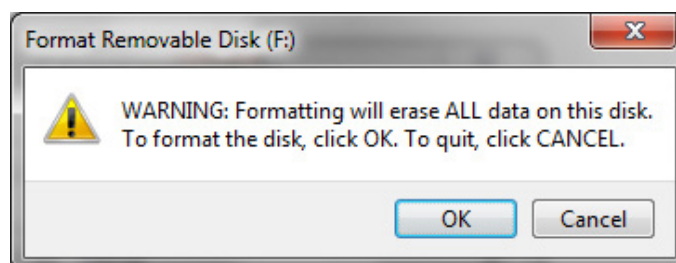 Format Removable Disk (F:)
WARNING: Formatting will erase ALL data on this disk.
To format the disk, click OK. To quit, click CANCEL.
OK
Cancel